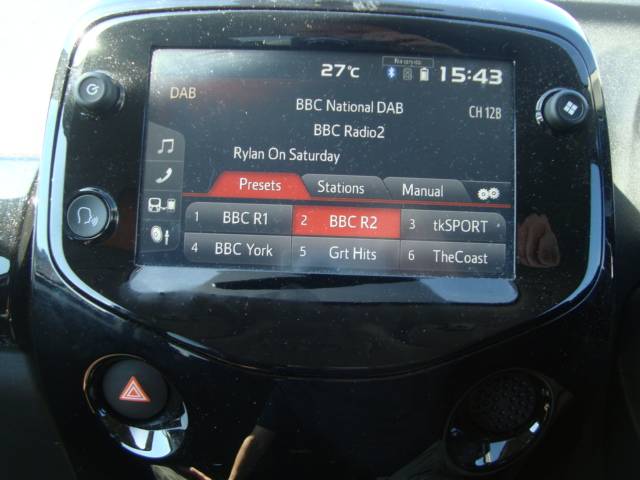 27°C 15:43
DAB
BBC National DAB
CH 12B
BBC Radio2
Rylan On Saturday
Presets Stations Manual
1 BBC R1 2 BBC R2 3 tkSPORT
4 BBC York 5 Grt Hits 6 TheCoast